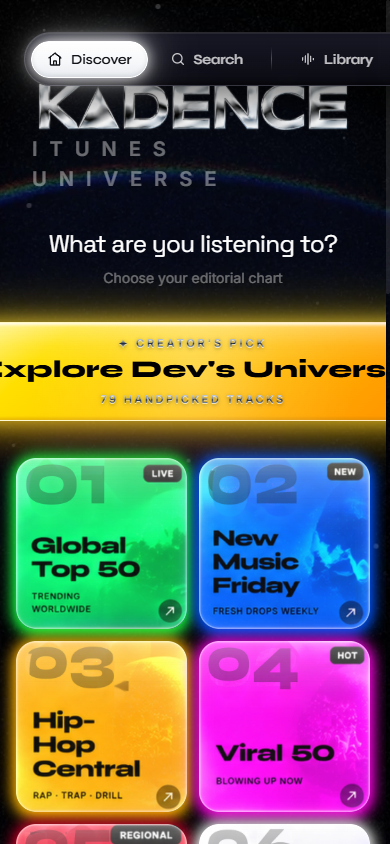 Discover
Search
Library
KADENCE
ITUNES
UNIVERSE
What are you listening to?
Choose your editorial chart
✦ CREATOR'S PICK
Explore Dev's Univers
79 HANDPICKED TRACKS
01
LIVE
Global
Top 50
TRENDING
WORLDWIDE
02
NEW
New
Music
Friday
FRESH DROPS WEEKLY
03
Hip-
Hop
Central
RAP · TRAP · DRILL
04
HOT
Viral 50
BLOWING UP NOW
05
REGIONAL
06